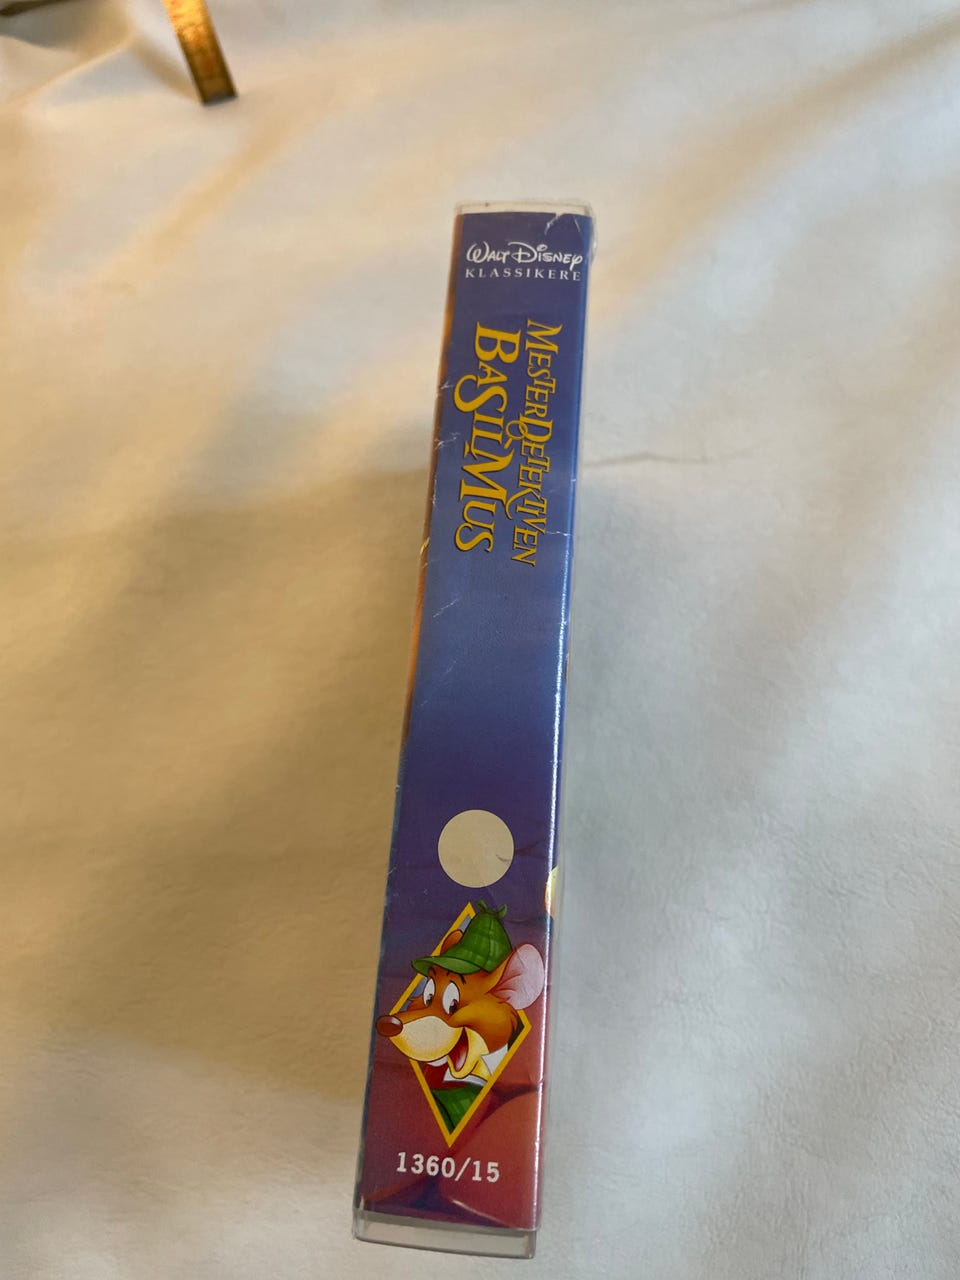 WALT DISNEY
KLASSIKERE
MESTERDETEKTIVEN
BASIL MUS
1360/15